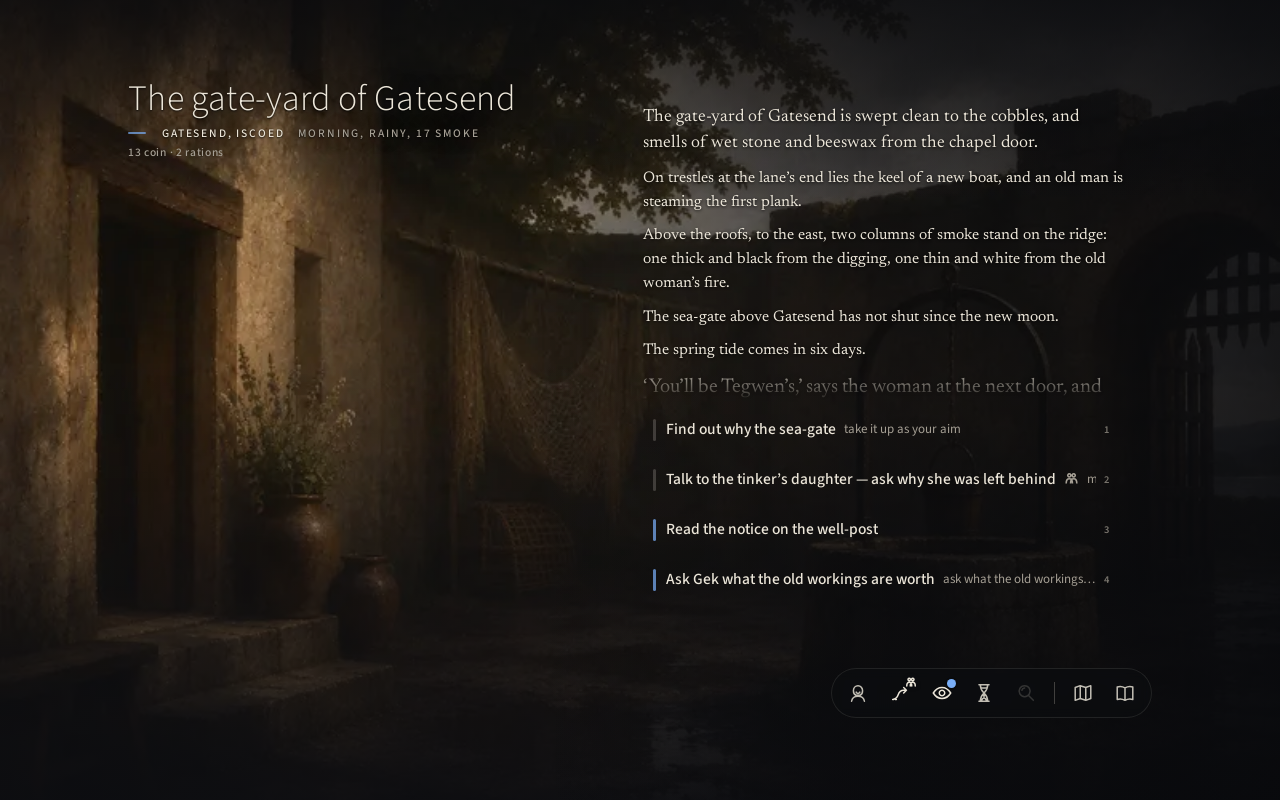 The gate-yard of Gatesend
GATESEND, ISCOED MORNING, RAINY, 17 SMOKE
13 coin · 2 rations
The gate-yard of Gatesend is swept clean to the cobbles, and
smells of wet stone and beeswax from the chapel door.
On trestles at the lane’s end lies the keel of a new boat, and an old man is
steaming the first plank.
Above the roofs, to the east, two columns of smoke stand on the ridge:
one thick and black from the digging, one thin and white from the old
woman’s fire.
The sea-gate above Gatesend has not shut since the new moon.
The spring tide comes in six days.
‘You’ll be Tegwen’s,’ says the woman at the next door, and
Find out why the sea-gate take it up as your aim 1
Talk to the tinker’s daughter — ask why she was left behind m 2
Read the notice on the well-post 3
Ask Gek what the old workings are worth ask what the old workings… 4